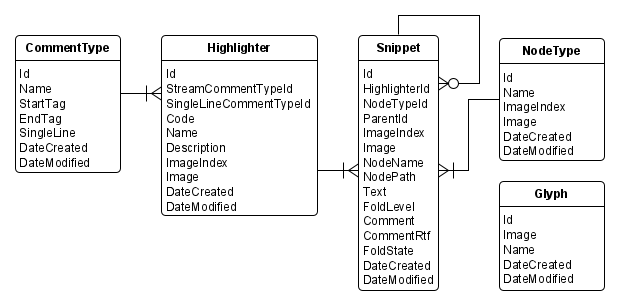 CommentType
Id
Name
StartTag
EndTag
SingleLine
DateCreated
DateModified
Highlighter
Id
StreamCommentTypeId
SingleLineCommentTypeId
Code
Name
Description
ImageIndex
Image
DateCreated
DateModified
Snippet
Id
HighlighterId
NodeTypeId
ParentId
ImageIndex
Image
NodeName
NodePath
Text
FoldLevel
Comment
CommentRtf
FoldState
DateCreated
DateModified
NodeType
Id
Name
ImageIndex
Image
DateCreated
DateModified
Glyph
Id
Image
Name
DateCreated
DateModified